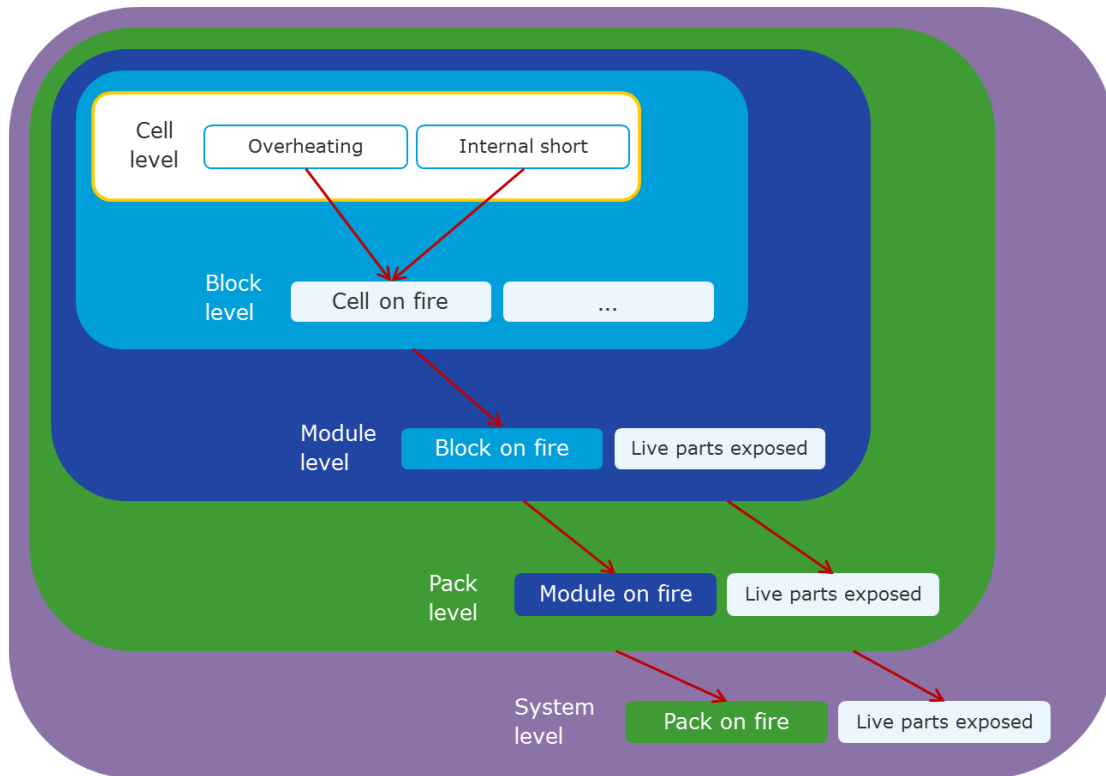 Cell
level
Overheating
Internal short
Block
level
Cell on fire
...
Module
level
Block on fire
Live parts exposed
Pack
level
Module on fire
Live parts exposed
System
level
Pack on fire
Live parts exposed